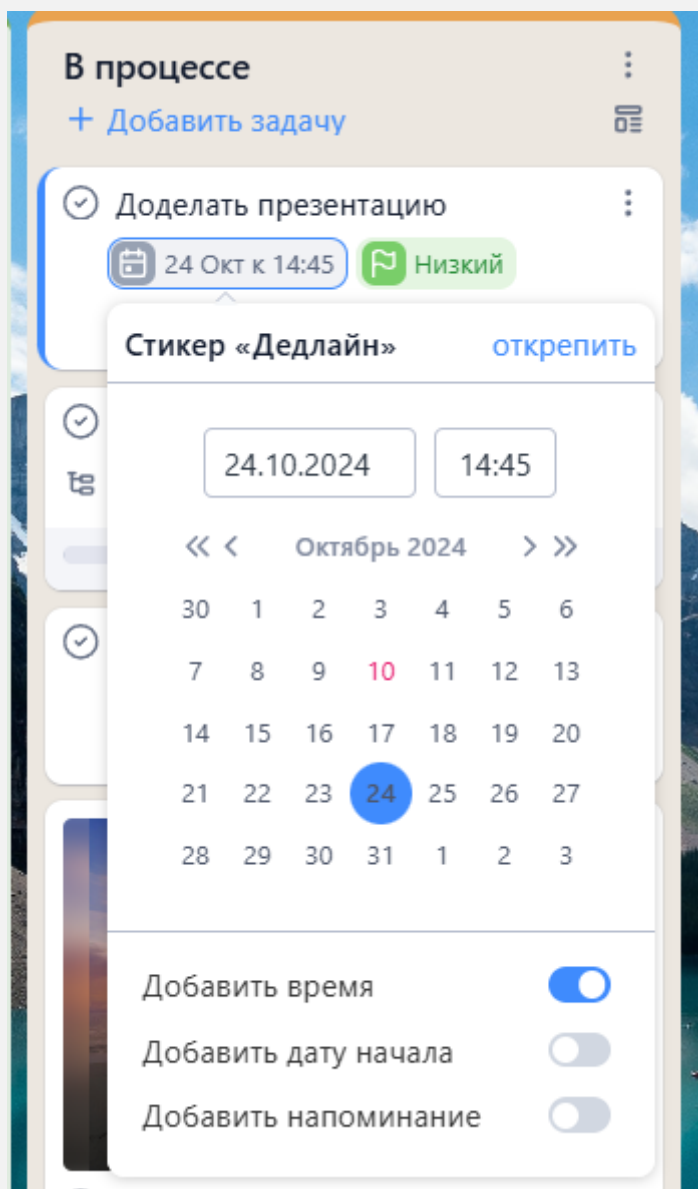 В процессе
+ Добавить задачу
Доделать презентацию
24 Окт к 14:45 Низкий
Стикер «Дедлайн» открепить
24.10.2024 14:45
« ‹ Октябрь 2024 › »
30 1 2 3 4 5 6
7 8 9 10 11 12 13
14 15 16 17 18 19 20
21 22 23 24 25 26 27
28 29 30 31 1 2 3
Добавить время
Добавить дату начала
Добавить напоминание